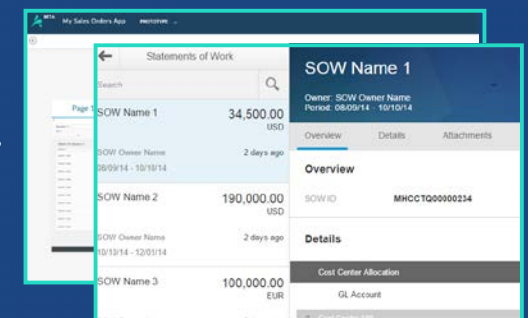 BETA
My Sales Orders App PROTOTYPE
Page 1
Statements of Work
Search
SOW Name 1
34,500.00
USD
SOW Owner Name
2 days ago
08/09/14 - 10/10/14
SOW Name 2
190,000.00
USD
SOW Owner Name
2 days ago
10/10/14 - 12/01/14
SOW Name 3
100,000.00
EUR
SOW Name 1
Owner: SOW Owner Name
Period: 08/09/14 - 10/10/14
Overview Details Attachments
Overview
SOW ID MHCCTQ00000234
Details
Cost Center Allocation
GL Account